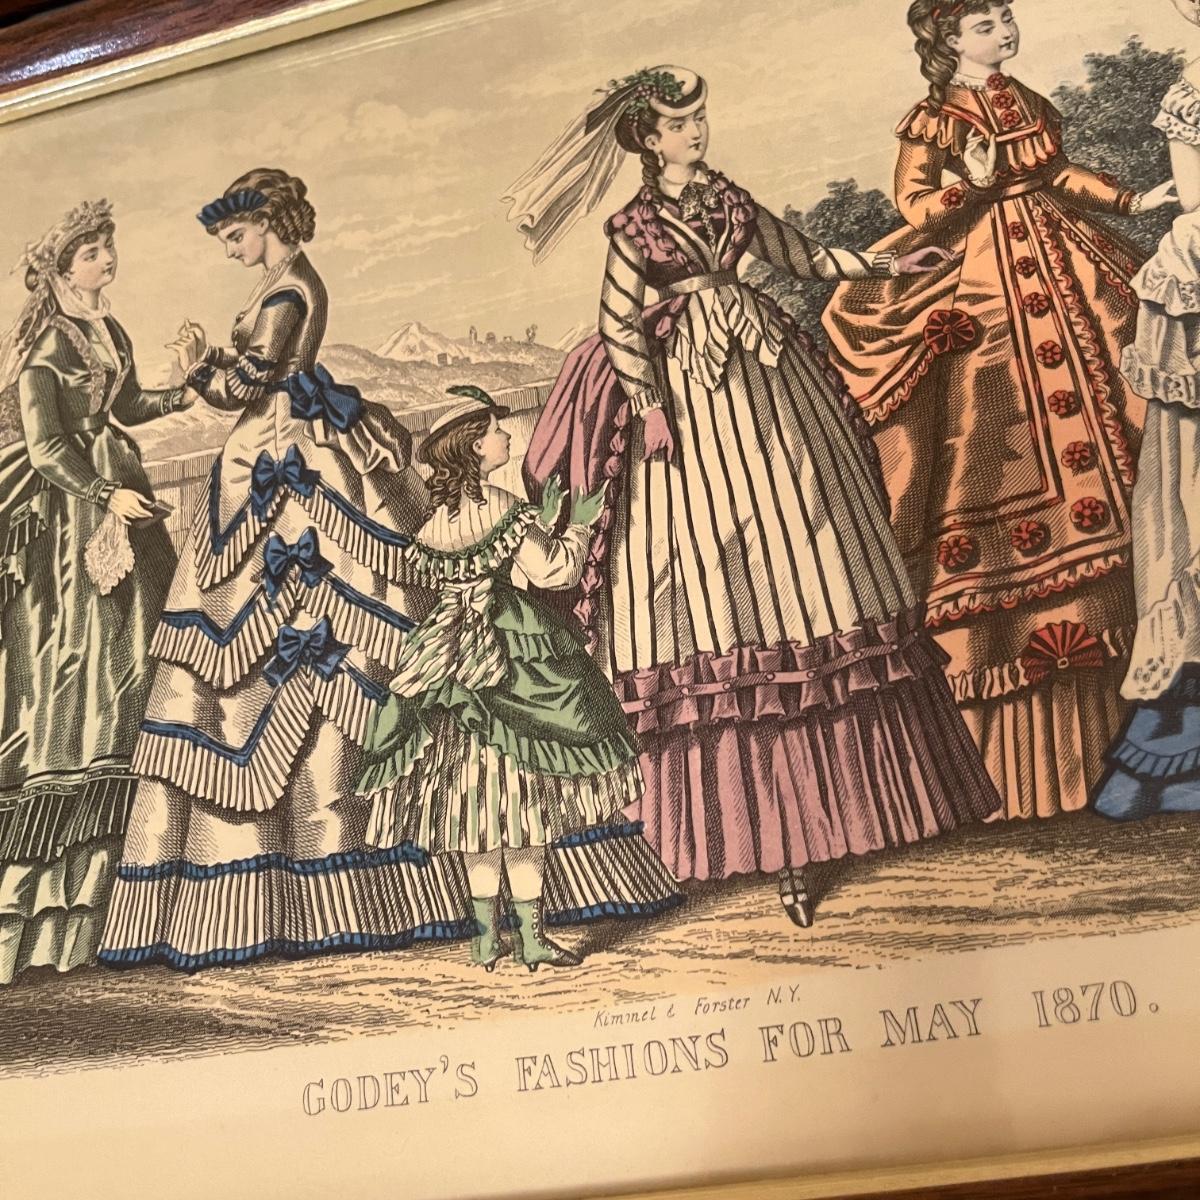 Kimmel & Forster N.Y.
GODEY'S FASHIONS FOR MAY 1870.